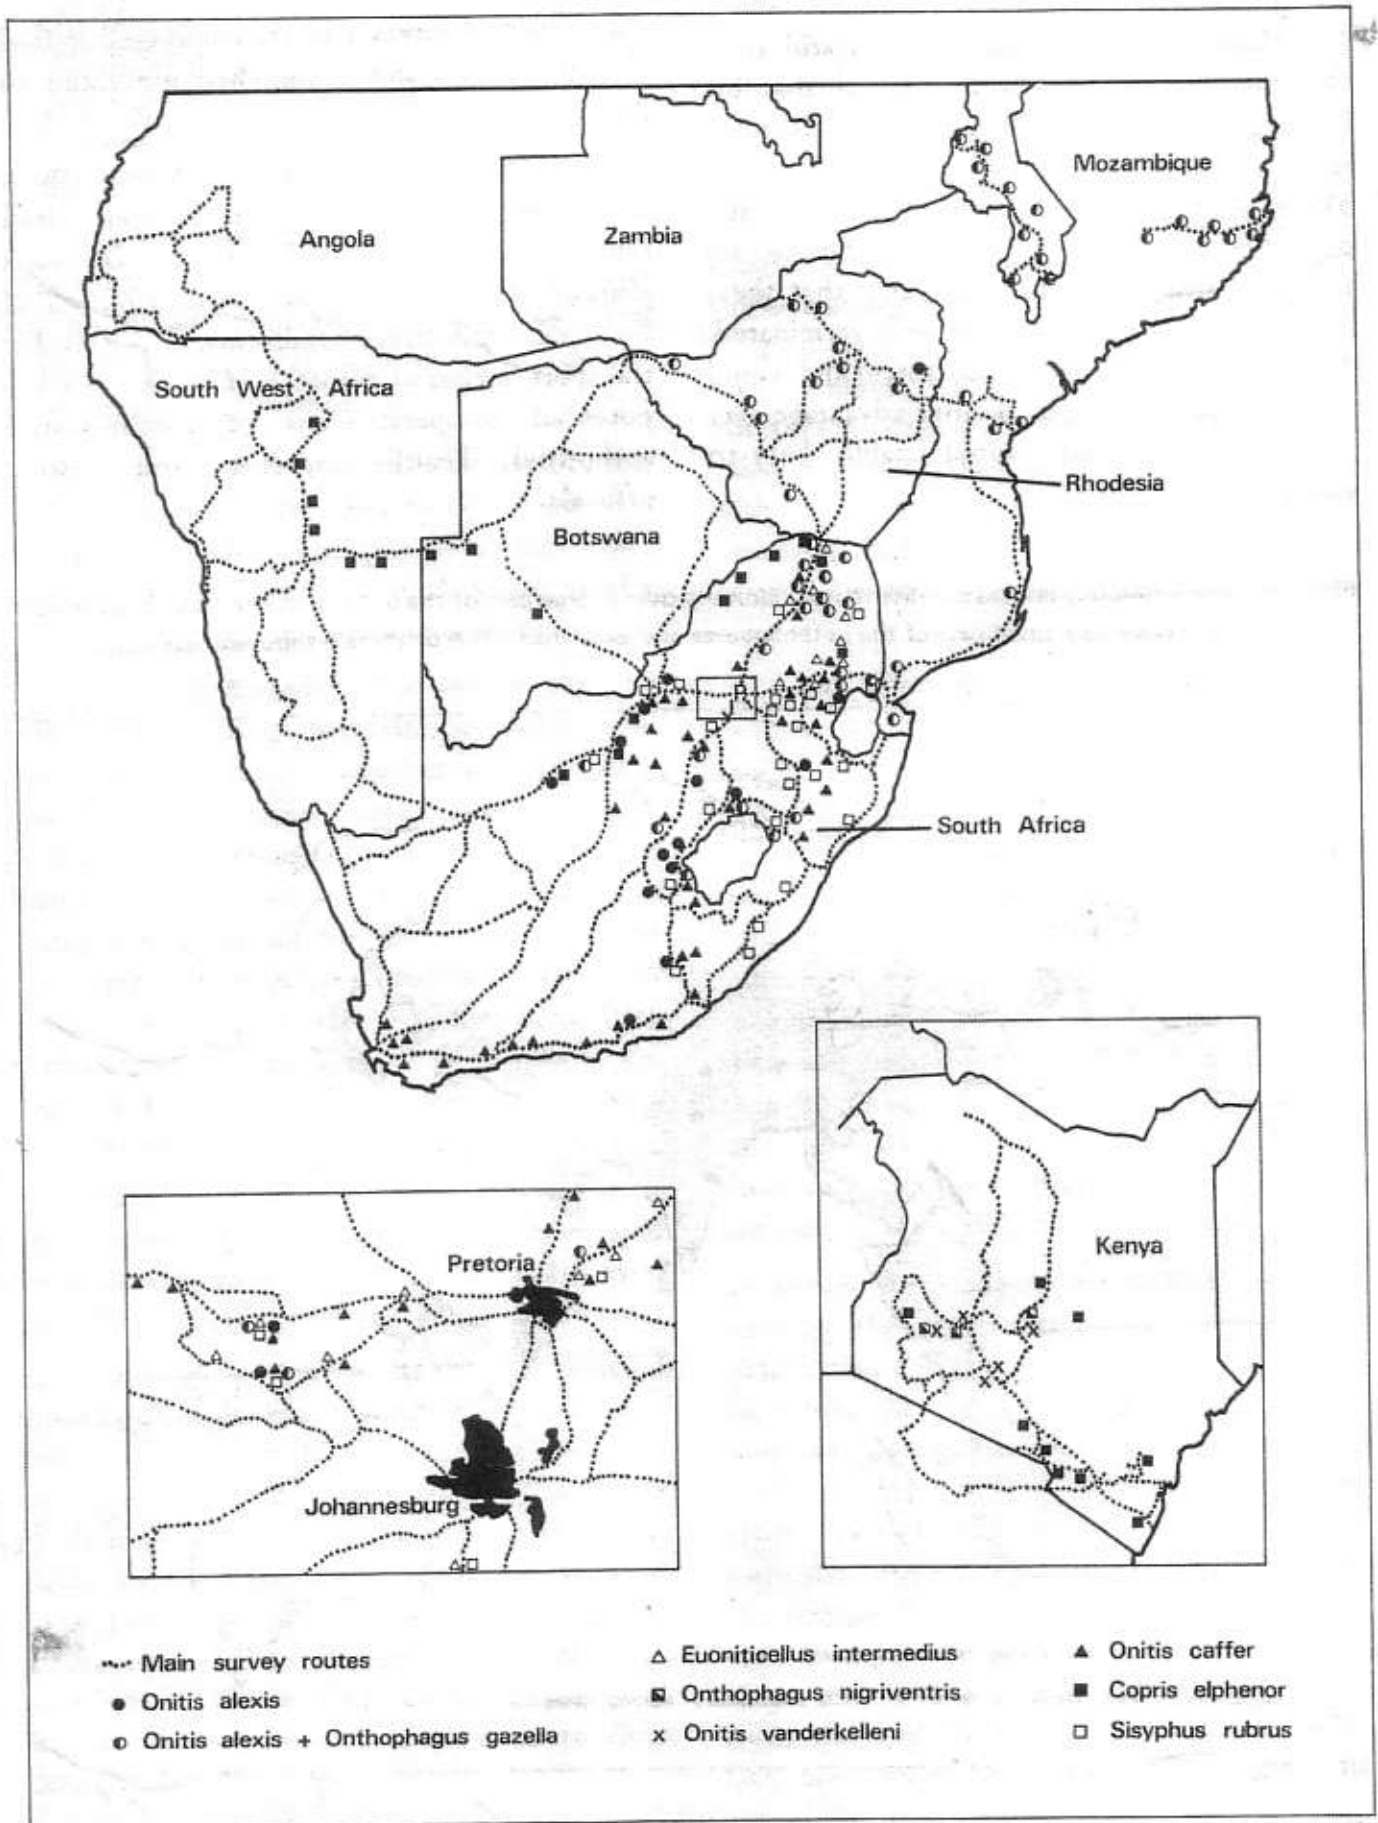 Mozambique
Angola
Zambia
South West Africa
Rhodesia
Botswana
South Africa
Kenya
Pretoria
Johannesburg
Main survey routes
Onitis alexis
Onitis alexis + Onthophagus gazella
Euoniticellus intermedius
Onthophagus nigriventris
Onitis vanderkelleni
Onitis caffer
Copris elphenor
Sisyphus rubrus